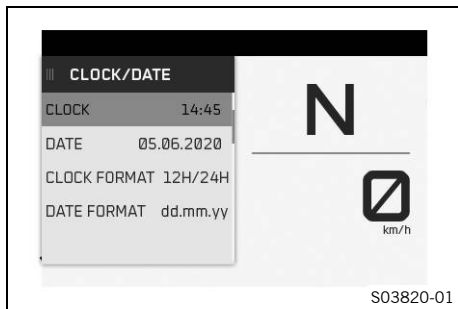 CLOCK/DATE
CLOCK 14:45
DATE 05.06.2020
CLOCK FORMAT 12H/24H
DATE FORMAT dd.mm.yy
N
0
km/h
S03820-01